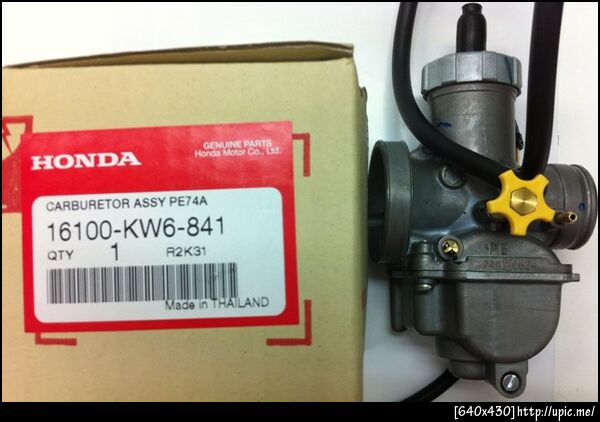 HONDA
GENUINE PARTS
Honda Motor Co., Ltd.
CARBURETOR ASSY PE74A
16100-KW6-841
QTY 1 R2K31
Made in THAILAND
PE
[640x430] http://upic.me/